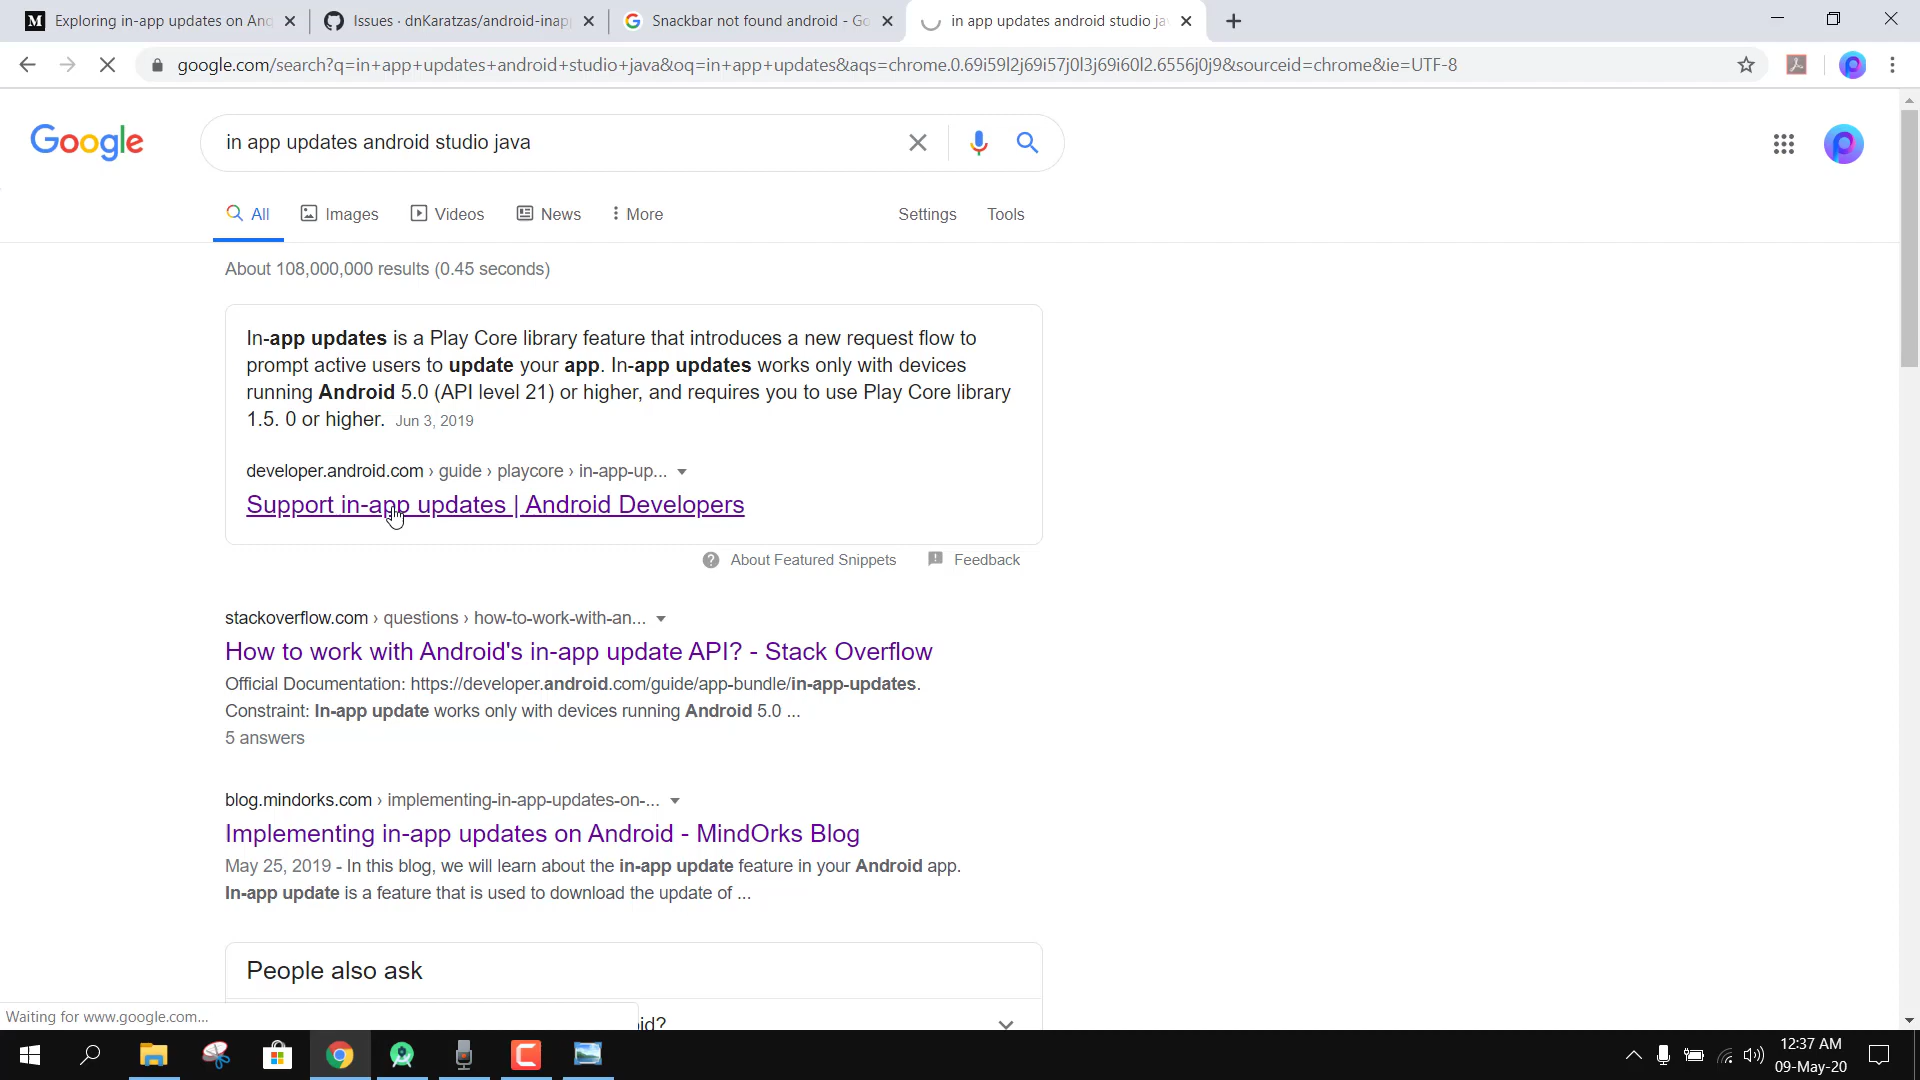 Exploring in-app updates on And
Issues · dnKaratzas/android-inap
Snackbar not found android - Go
in app updates android studio ja
google.com/search?q=in+app+updates+android+studio+java&oq=in+app+updates&aqs=chrome.0.69i59l2j69i57j0l3j69i60l2.6556j0j9&sourceid=chrome&ie=UTF-8
Google
in app updates android studio java
All
Images
Videos
News
More
Settings
Tools
About 108,000,000 results (0.45 seconds)
In-app updates is a Play Core library feature that introduces a new request flow to
prompt active users to update your app. In-app updates works only with devices
running Android 5.0 (API level 21) or higher, and requires you to use Play Core library
1.5. 0 or higher. Jun 3, 2019
developer.android.com › guide › playcore › in-app-up...
Support in-app updates | Android Developers
About Featured Snippets
Feedback
stackoverflow.com › questions › how-to-work-with-an...
How to work with Android's in-app update API? - Stack Overflow
Official Documentation: https://developer.android.com/guide/app-bundle/in-app-updates.
Constraint: In-app update works only with devices running Android 5.0 ...
5 answers
blog.mindorks.com › implementing-in-app-updates-on-...
Implementing in-app updates on Android - MindOrks Blog
May 25, 2019 - In this blog, we will learn about the in-app update feature in your Android app.
In-app update is a feature that is used to download the update of ...
People also ask
id?
Waiting for www.google.com...
12:37 AM
09-May-20